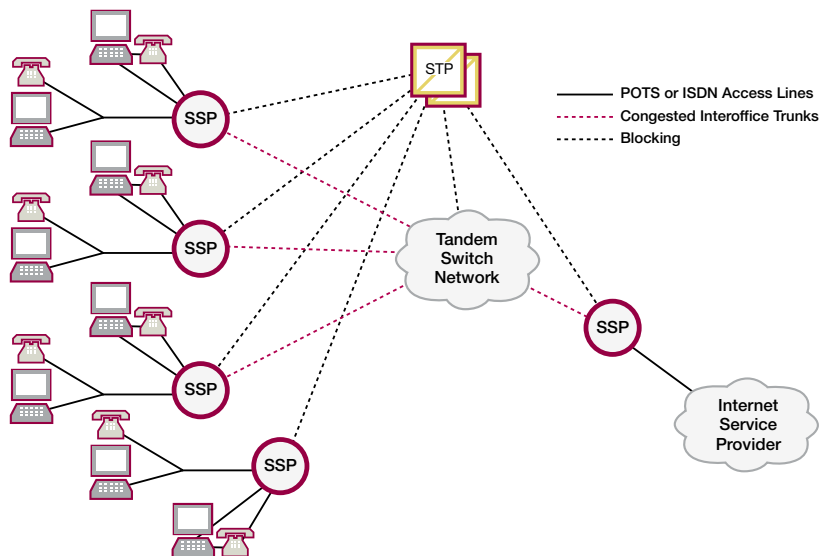 STP
POTS or ISDN Access Lines
Congested Interoffice Trunks
Blocking
SSP
SSP
Tandem
Switch
Network
SSP
SSP
SSP
Internet
Service
Provider